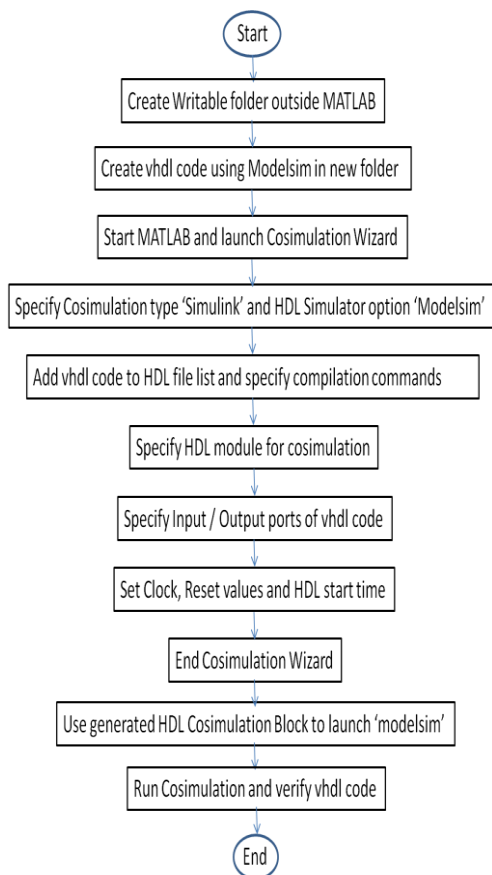 Start
Create Writable folder outside MATLAB
Create vhdl code using Modelsim in new folder
Start MATLAB and launch Cosimulation Wizard
Specify Cosimulation type ‘Simulink’ and HDL Simulator option ‘Modelsim’
Add vhdl code to HDL file list and specify compilation commands
Specify HDL module for cosimulation
Specify Input / Output ports of vhdl code
Set Clock, Reset values and HDL start time
End Cosimulation Wizard
Use generated HDL Cosimulation Block to launch ‘modelsim’
Run Cosimulation and verify vhdl code
End